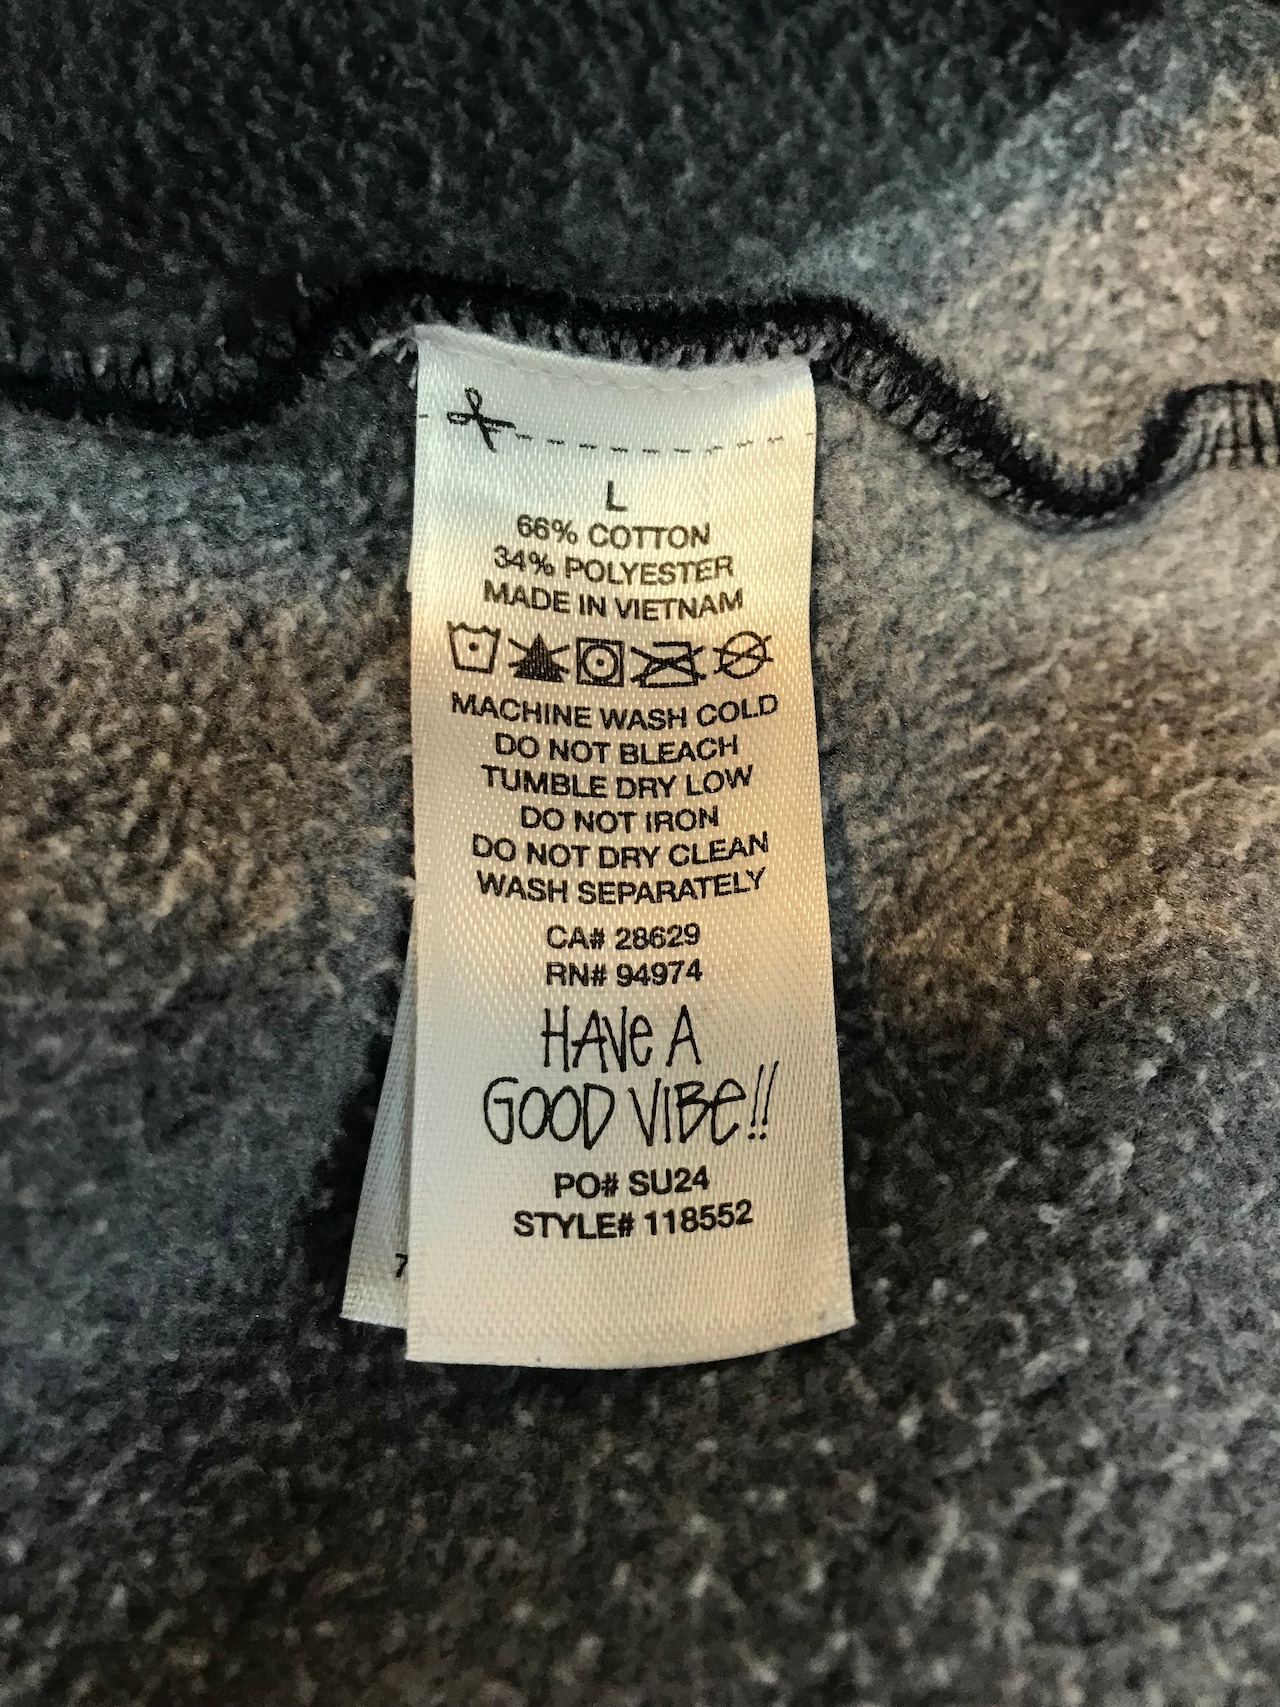 L
66% COTTON
34% POLYESTER
MADE IN VIETNAM
MACHINE WASH COLD
DO NOT BLEACH
TUMBLE DRY LOW
DO NOT IRON
DO NOT DRY CLEAN
WASH SEPARATELY
CA# 28629
RN# 94974
HAVe A
GOOD VIBe!!
PO# SU24
STYLE# 118552
7